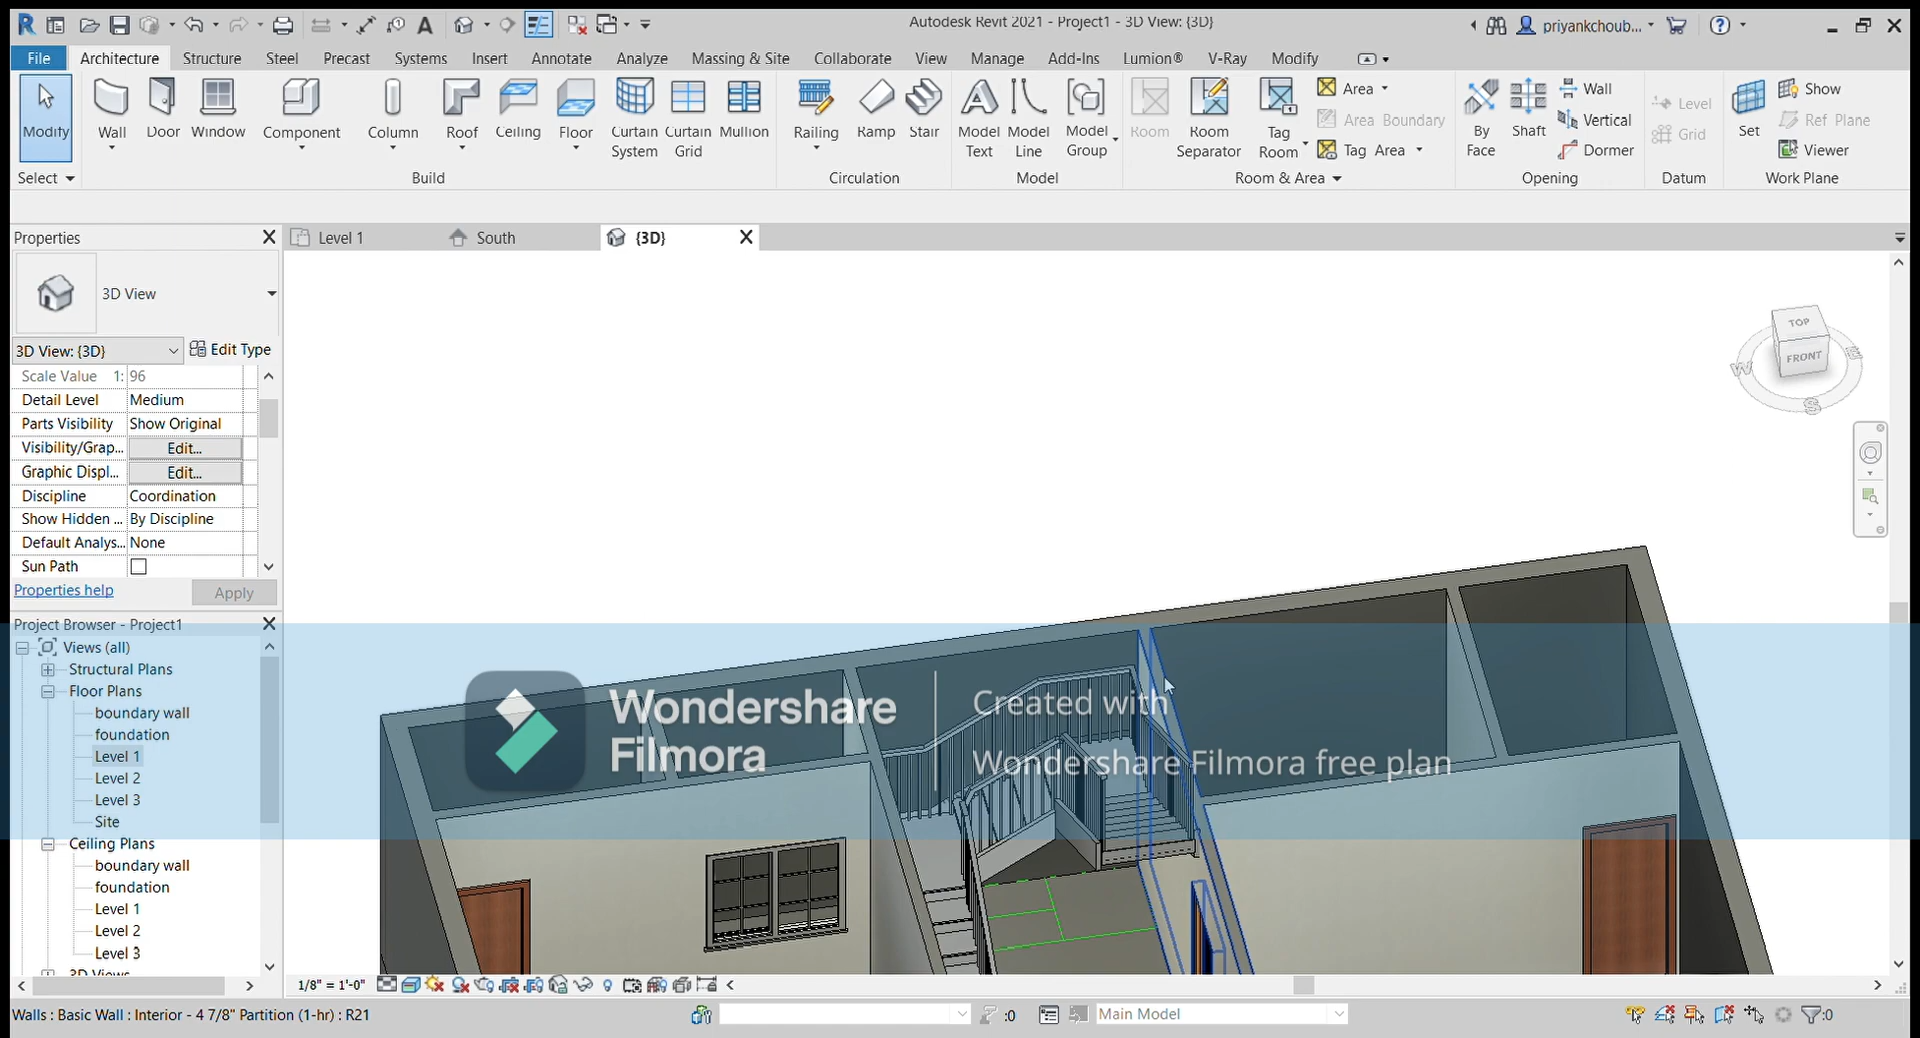 Autodesk Revit 2021 - Project1 - 3D View: {3D}
priyankchoub...
File Architecture Structure Steel Precast Systems Insert Annotate Analyze Massing & Site Collaborate View Manage Add-Ins Lumion® V-Ray Modify
Modify
Wall
Door
Window
Component
Column
Roof
Ceiling
Floor
Curtain
System
Curtain
Grid
Mullion
Railing
Ramp
Stair
Model
Text
Model
Line
Model
Group
Room
Room
Separator
Tag
Room
Area
Area Boundary
Tag Area
By
Face
Shaft
Wall
Vertical
Dormer
Level
Grid
Set
Show
Ref Plane
Viewer
Select Build Circulation Model Room & Area Opening Datum Work Plane
Properties
Level 1 South {3D}
3D View
3D View: {3D} Edit Type
Scale Value 1: 96
Detail Level Medium
Parts Visibility Show Original
Visibility/Grap... Edit...
Graphic Displ... Edit...
Discipline Coordination
Show Hidden ... By Discipline
Default Analys... None
Sun Path
Properties help Apply
TOP
FRONT
W
E
S
Project Browser - Project1
Views (all)
Structural Plans
Floor Plans
boundary wall
foundation
Level 1
Level 2
Level 3
Site
Ceiling Plans
boundary wall
foundation
Level 1
Level 2
Level 3
3D Views
Wondershare
Filmora
Created with
Wondershare Filmora free plan
1/8" = 1'-0"
Walls : Basic Wall : Interior - 4 7/8" Partition (1-hr) : R21
:0
Main Model
:0